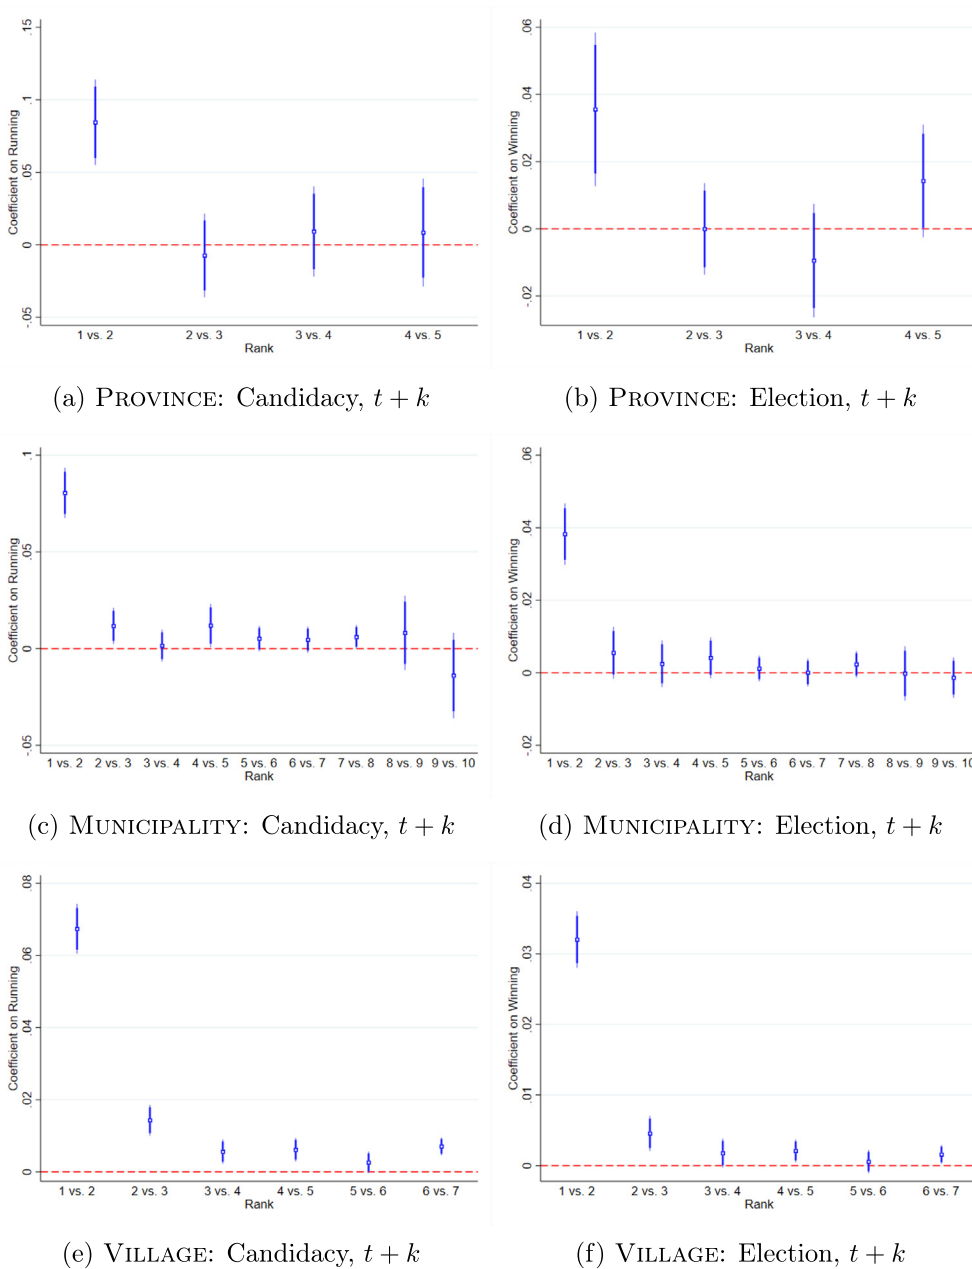 .15
.1
.05
0
-.05
Coefficient on Running
1 vs. 2 2 vs. 3 3 vs. 4 4 vs. 5
Rank
.06
.04
.02
0
-.02
Coefficient on Winning
1 vs. 2 2 vs. 3 3 vs. 4 4 vs. 5
Rank
(a) PROVINCE: Candidacy, t + k
(b) PROVINCE: Election, t + k
.1
.05
0
-.05
Coefficient on Running
1 vs. 2 2 vs. 3 3 vs. 4 4 vs. 5 5 vs. 6 6 vs. 7 7 vs. 8 8 vs. 9 9 vs. 10
Rank
.06
.04
.02
0
-.02
Coefficient on Winning
1 vs. 2 2 vs. 3 3 vs. 4 4 vs. 5 5 vs. 6 6 vs. 7 7 vs. 8 8 vs. 9 9 vs. 10
Rank
(c) MUNICIPALITY: Candidacy, t + k
(d) MUNICIPALITY: Election, t + k
.08
.06
.04
.02
0
Coefficient on Running
1 vs. 2 2 vs. 3 3 vs. 4 4 vs. 5 5 vs. 6 6 vs. 7
Rank
.04
.03
.02
.01
0
Coefficient on Winning
1 vs. 2 2 vs. 3 3 vs. 4 4 vs. 5 5 vs. 6 6 vs. 7
Rank
(e) VILLAGE: Candidacy, t + k
(f) VILLAGE: Election, t + k